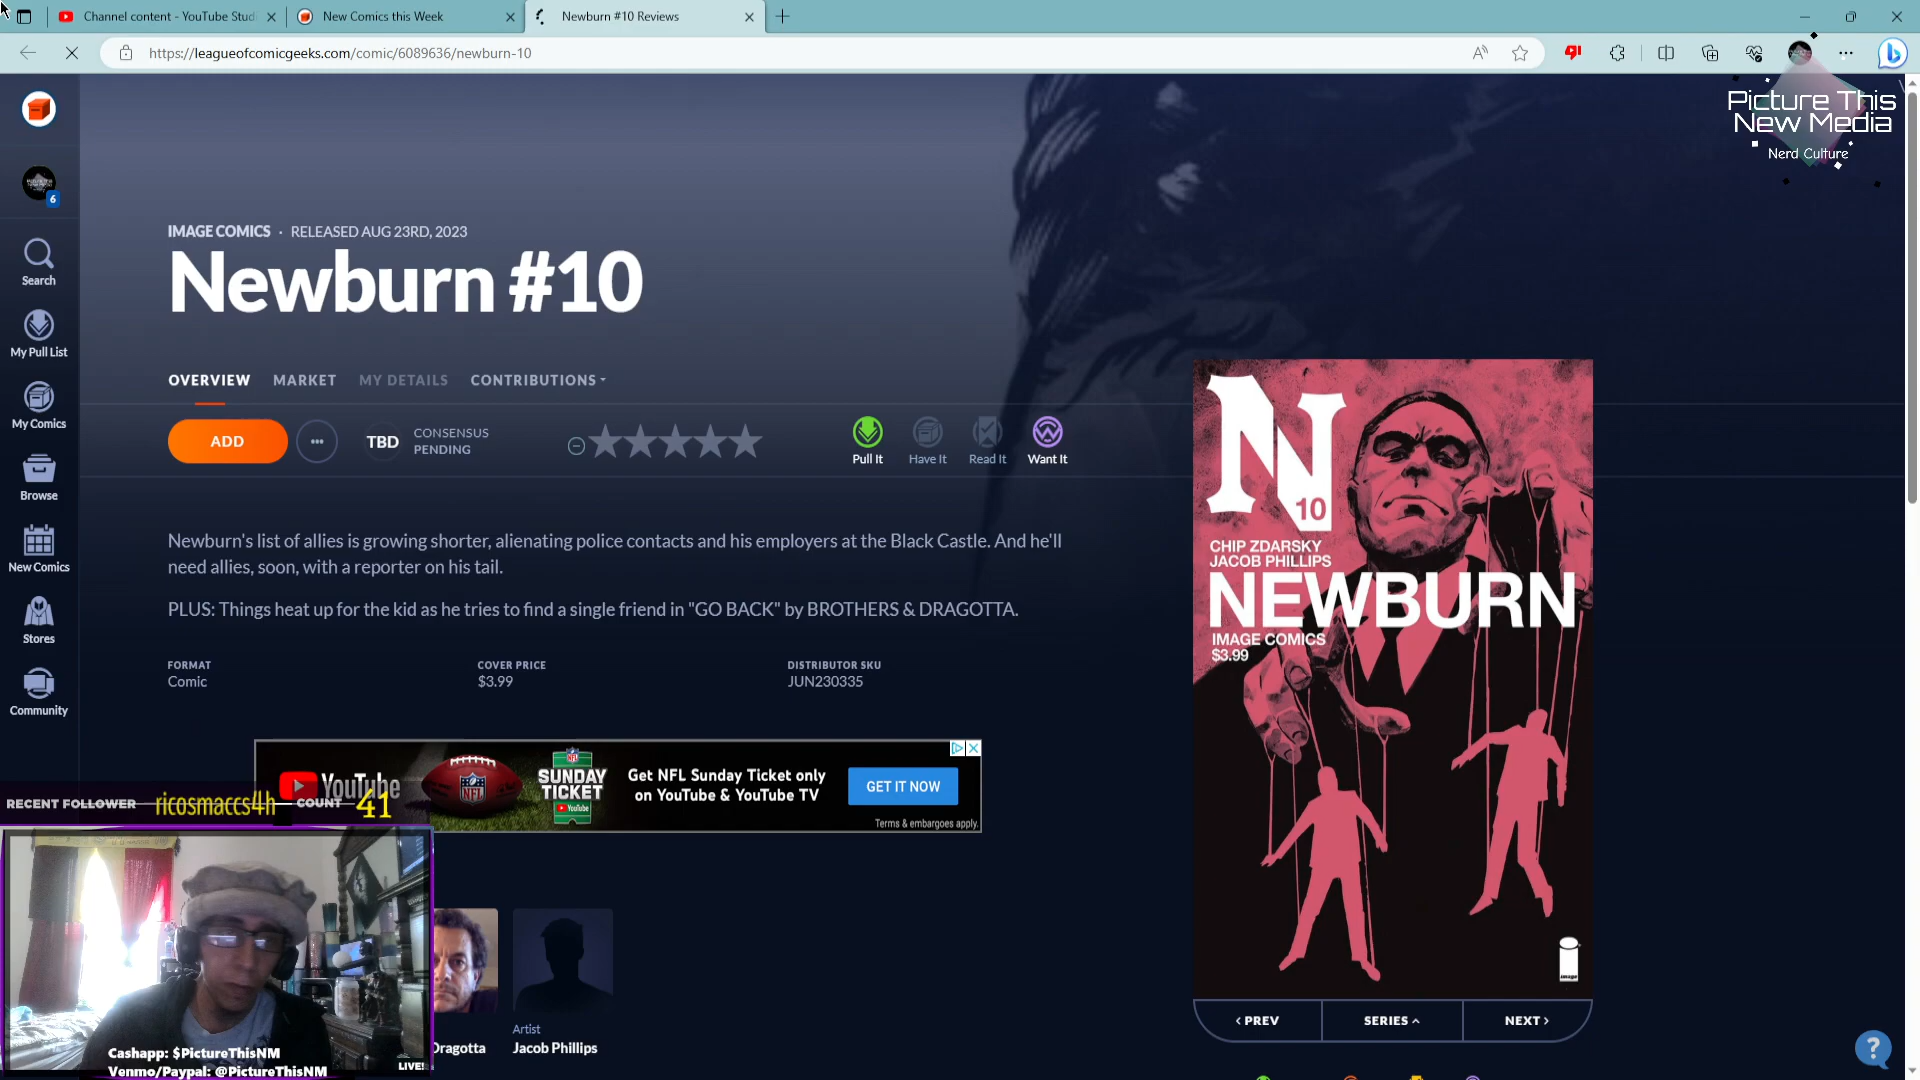 Channel content - YouTube Stud
New Comics this Week
Newburn #10 Reviews
https://leagueofcomicgeeks.com/comic/6089636/newburn-10
Picture This
New Media
Nerd Culture
6
Search
My Pull List
My Comics
Browse
New Comics
Stores
Community
IMAGE COMICS · RELEASED AUG 23RD, 2023
Newburn #10
OVERVIEW MARKET MY DETAILS CONTRIBUTIONS
ADD
TBD
CONSENSUS
PENDING
Pull It
Have It
Read It
Want It
Newburn's list of allies is growing shorter, alienating police contacts and his employers at the Black Castle. And he'll
need allies, soon, with a reporter on his tail.
PLUS: Things heat up for the kid as he tries to find a single friend in "GO BACK" by BROTHERS & DRAGOTTA.
FORMAT
Comic
COVER PRICE
$3.99
DISTRIBUTOR SKU
JUN230335
YouTube
NFL
SUNDAY
TICKET
YouTube
Get NFL Sunday Ticket only
on YouTube & YouTube TV
GET IT NOW
Terms & embargoes apply.
RECENT FOLLOWER ricosmaccs4h COUNT 41
Dragotta
Artist
Jacob Phillips
Cashapp: $PictureThisNM
Venmo/Paypal: @PictureThisNM
LIVE!
N
10
CHIP ZDARSKY
JACOB PHILLIPS
NEWBURN
IMAGE COMICS
$3.99
image
PREV
SERIES
NEXT
?